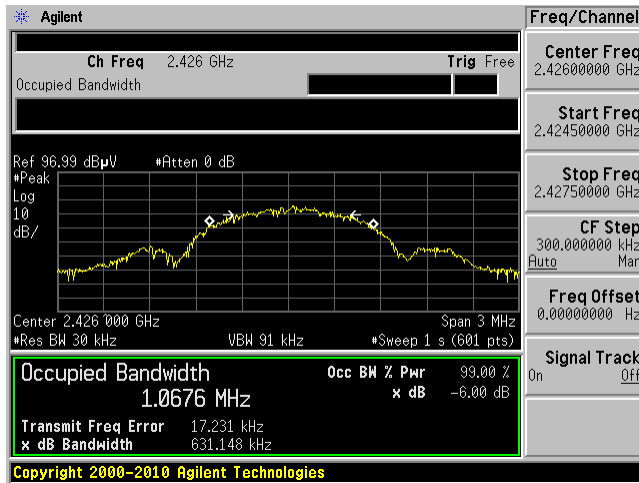 Agilent
Freq/Channel
Ch Freq 2.426 GHz Trig Free
Occupied Bandwidth
Center Freq
2.42600000 GHz
Start Freq
2.42450000 GHz
Stop Freq
2.42750000 GHz
CF Step
300.000000 kHz
Auto Man
Freq Offset
0.00000000 Hz
Signal Track
On Off
Ref 96.99 dBµV #Atten 0 dB
#Peak
Log
10
dB/
Center 2.426 000 GHz Span 3 MHz
#Res BW 30 kHz VBW 91 kHz #Sweep 1 s (601 pts)
Occupied Bandwidth
1.0676 MHz
Occ BW % Pwr 99.00 %
x dB -6.00 dB
Transmit Freq Error 17.231 kHz
x dB Bandwidth 631.148 kHz
Copyright 2000-2010 Agilent Technologies